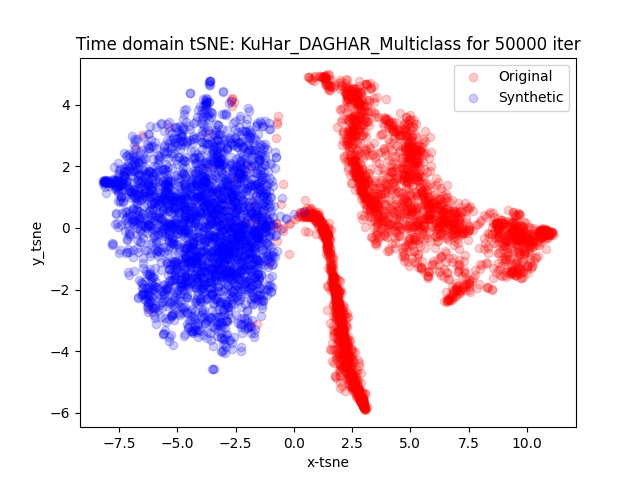 Time domain tSNE: KuHar_DAGHAR_Multiclass for 50000 iter
Original
Synthetic
y_tsne
4
2
0
−2
−4
−6
−7.5 −5.0 −2.5 0.0 2.5 5.0 7.5 10.0
x-tsne